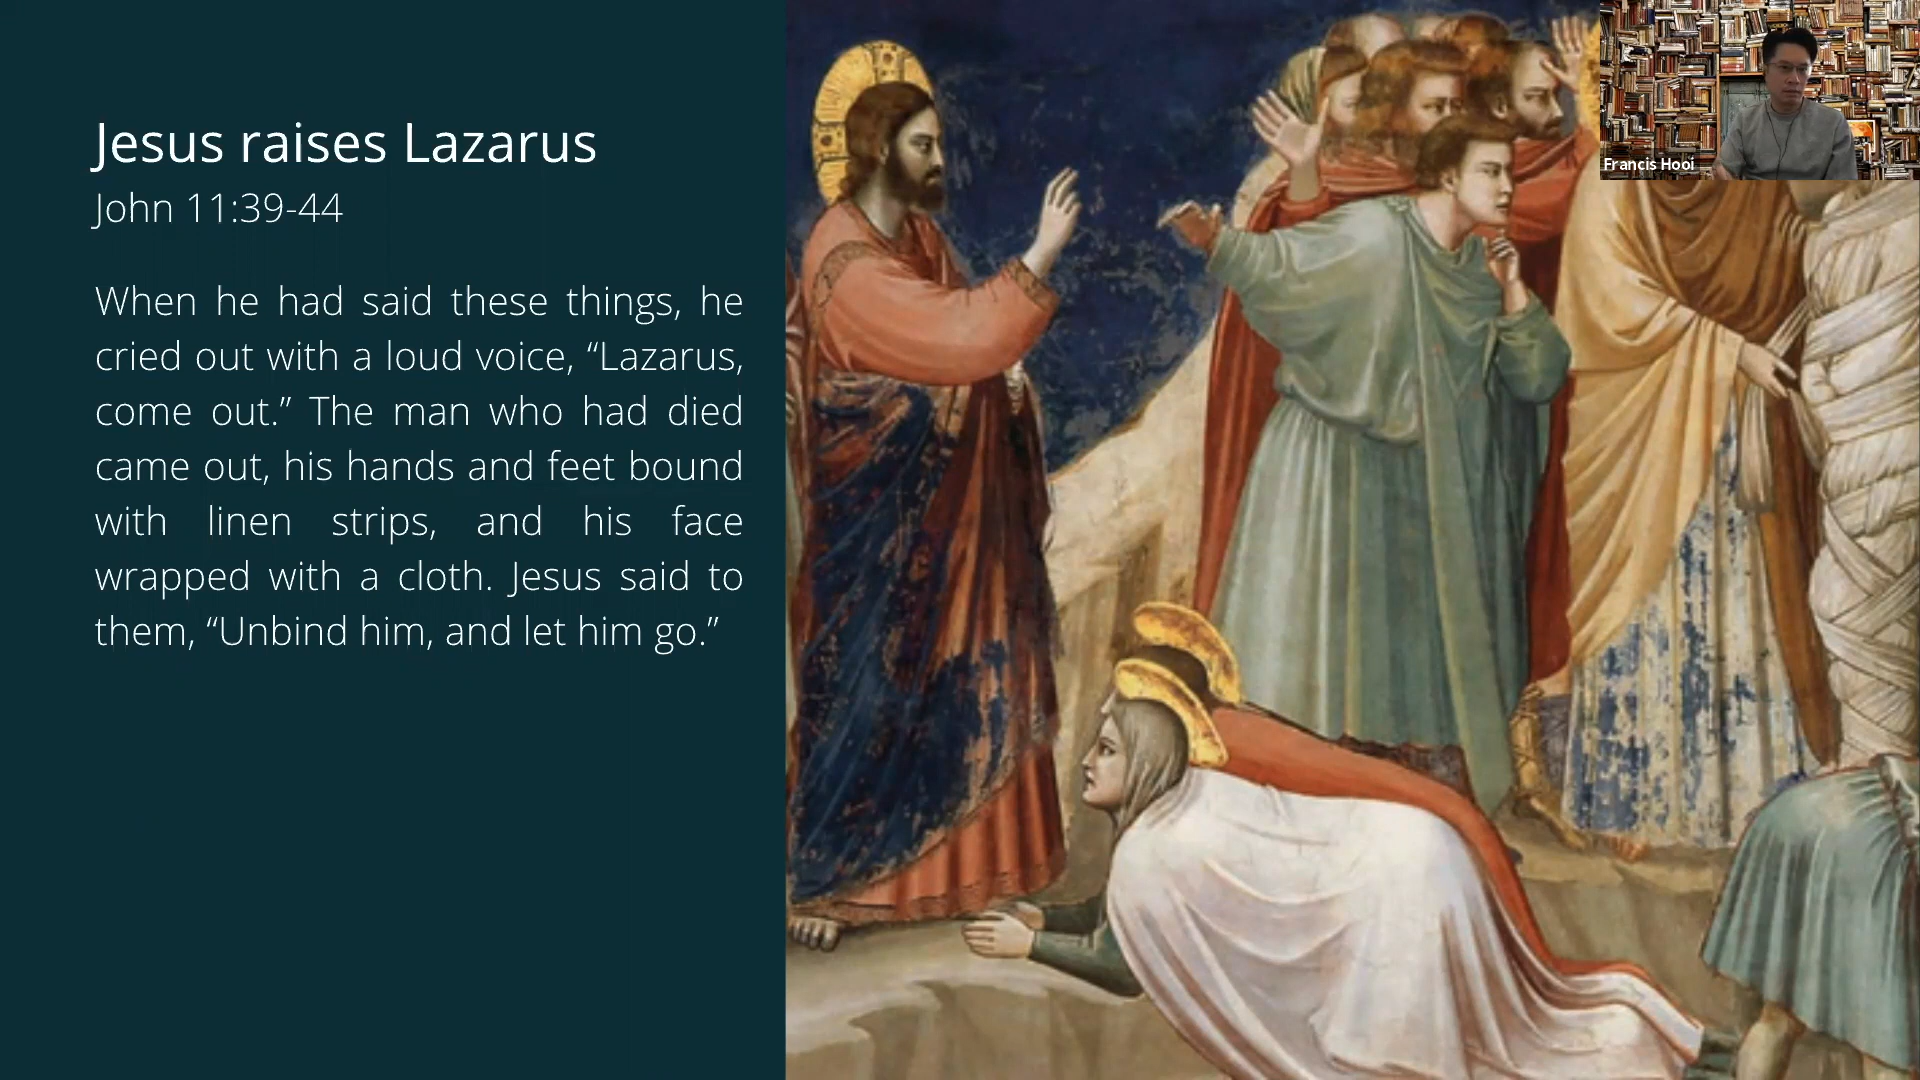 Jesus raises Lazarus
John 11:39-44
When he had said these things, he
cried out with a loud voice, “Lazarus,
come out.” The man who had died
came out, his hands and feet bound
with linen strips, and his face
wrapped with a cloth. Jesus said to
them, “Unbind him, and let him go.”
Francis Hooi